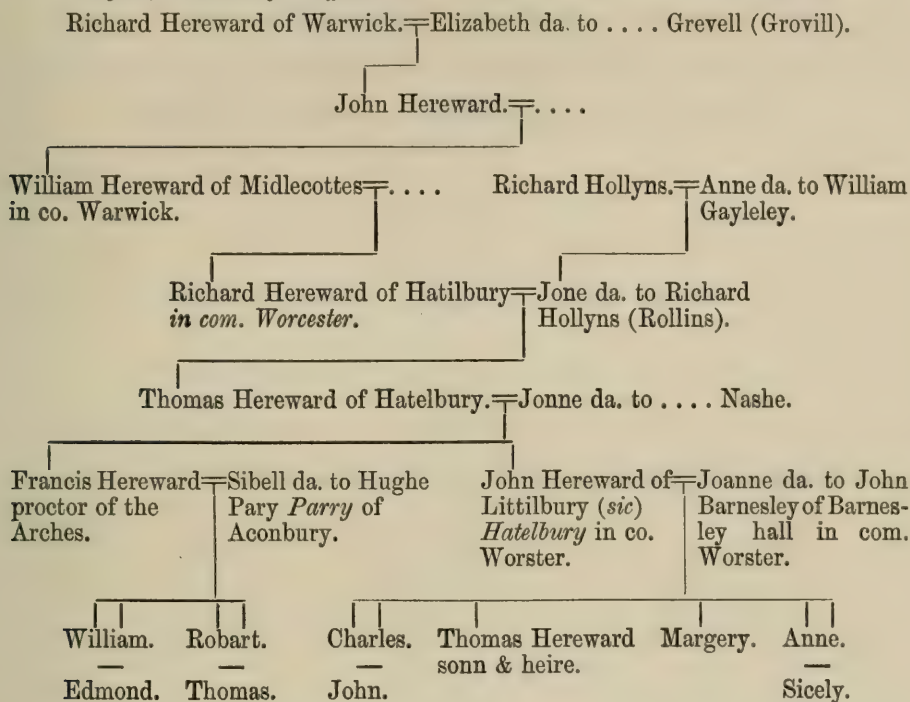 Richard Hereward of Warwick.╤Elizabeth da. to . . . . Grevell (Grovill).
John Hereward.╤. . . .
William Hereward of Midlecottes╤. . . . Richard Hollyns.╤Anne da. to William
in co. Warwick. Gayleley.
Richard Hereward of Hatilbury╤Jone da. to Richard
in com. Worcester. Hollyns (Rollins).
Thomas Hereward of Hatelbury.╤Jonne da. to . . . . Nashe.
Francis Hereward╤Sibell da. to Hughe John Hereward of╤Joanne da. to John
proctor of the Pary Parry of Littilbury (sic) Barnesley of Barnes-
Arches. Aconbury. Hatelbury in co. ley hall in com.
Worster. Worster.
William. Robart. Charles. Thomas Hereward Margery. Anne.
— — — sonn & heire. —
Edmond. Thomas. John. Sicely.